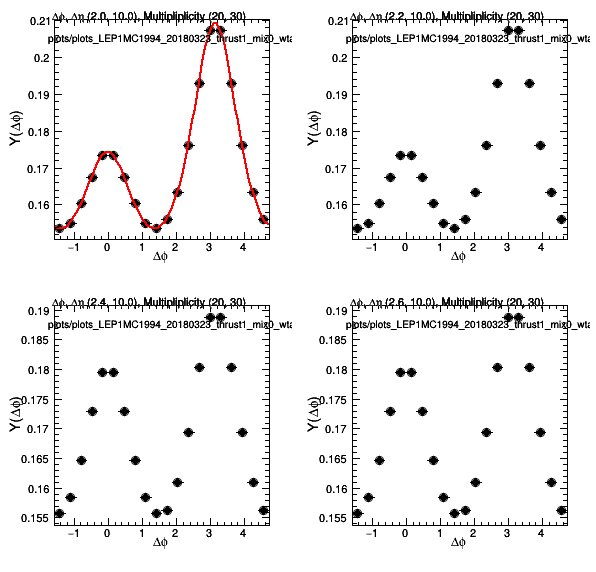 Δφ, Δη (2.0, 10.0), Multipliplicity (20, 30)
plots/plots_LEP1MC1994_20180323_thrust1_mix0_wta
0.21
0.2
0.19
0.18
0.17
0.16
Y(Δφ)
−1 0 1 2 3 4
Δφ
Δφ, Δη (2.2, 10.0), Multipliplicity (20, 30)
plots/plots_LEP1MC1994_20180323_thrust1_mix0_wta
0.21
0.2
0.19
0.18
0.17
0.16
Y(Δφ)
−1 0 1 2 3 4
Δφ
Δφ, Δη (2.4, 10.0), Multipliplicity (20, 30)
plots/plots_LEP1MC1994_20180323_thrust1_mix0_wta
0.19
0.185
0.18
0.175
0.17
0.165
0.16
0.155
Y(Δφ)
−1 0 1 2 3 4
Δφ
Δφ, Δη (2.6, 10.0), Multipliplicity (20, 30)
plots/plots_LEP1MC1994_20180323_thrust1_mix0_wta
0.19
0.185
0.18
0.175
0.17
0.165
0.16
0.155
Y(Δφ)
−1 0 1 2 3 4
Δφ